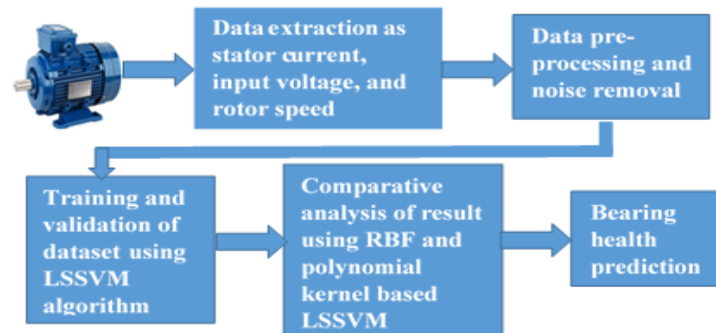 Data extraction as
stator current,
input voltage, and
rotor speed
Data pre-
processing and
noise removal
Training and
validation of
dataset using
LSSVM
algorithm
Comparative
analysis of result
using RBF and
polynomial
kernel based
LSSVM
Bearing
health
prediction